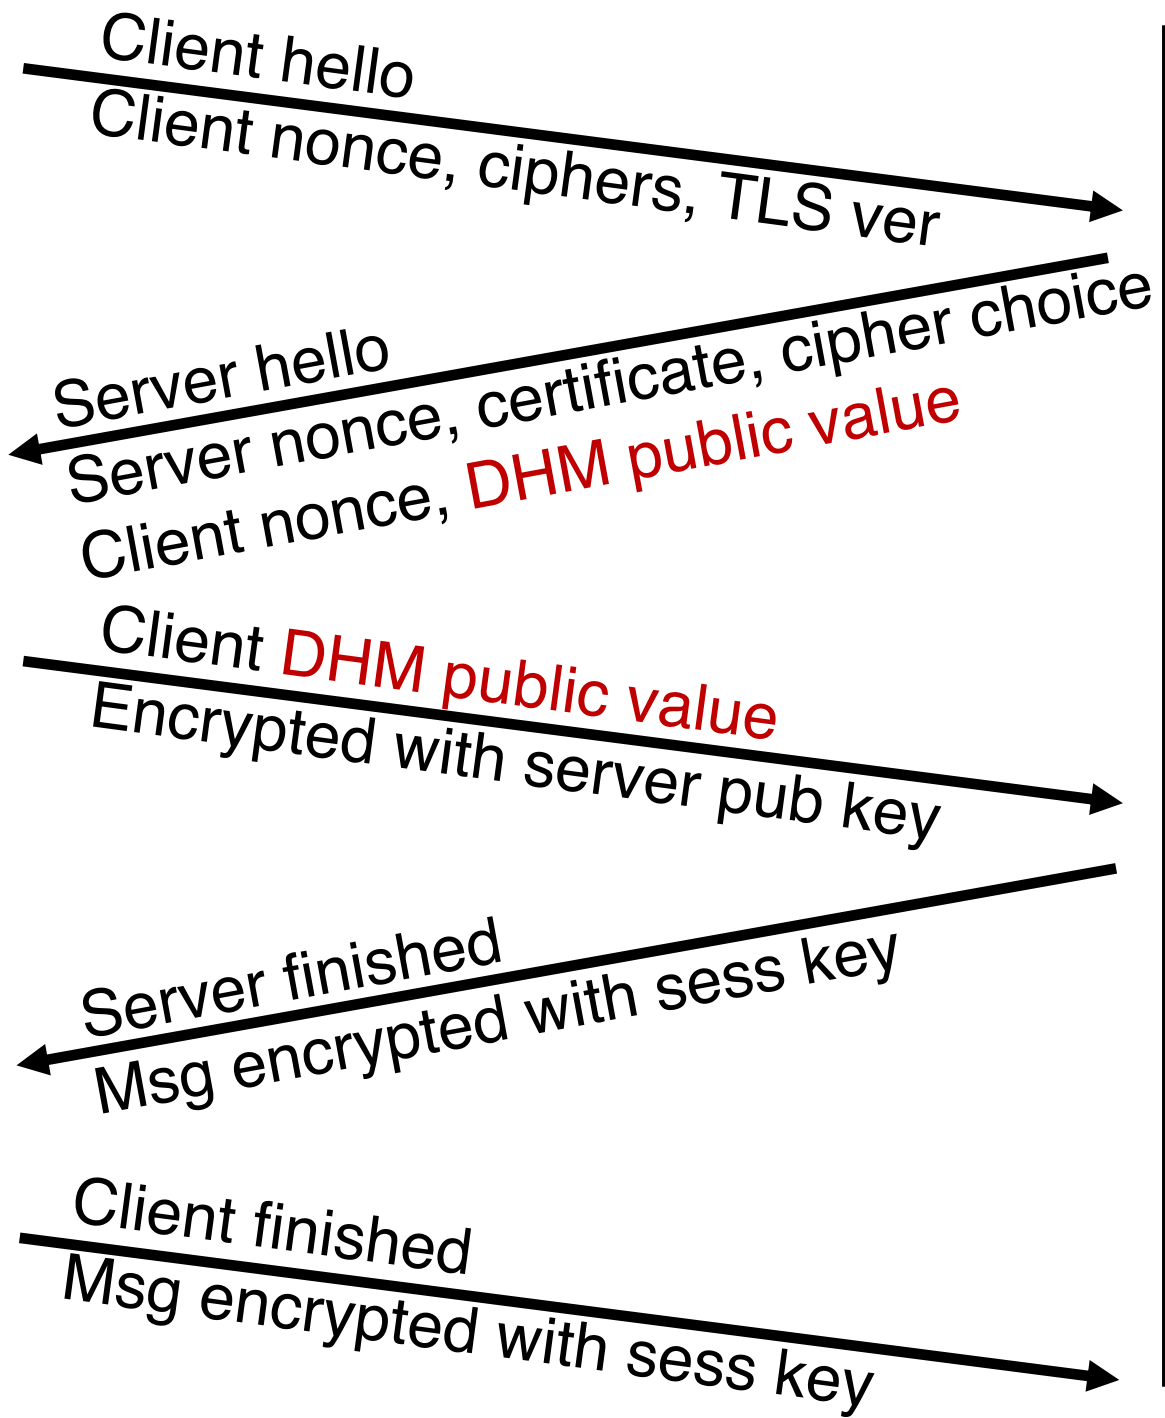 Client hello
Client nonce, ciphers, TLS ver
Server hello
Server nonce, certificate, cipher choice
Client nonce, DHM public value
Client DHM public value
Encrypted with server pub key
Server finished
Msg encrypted with sess key
Client finished
Msg encrypted with sess key